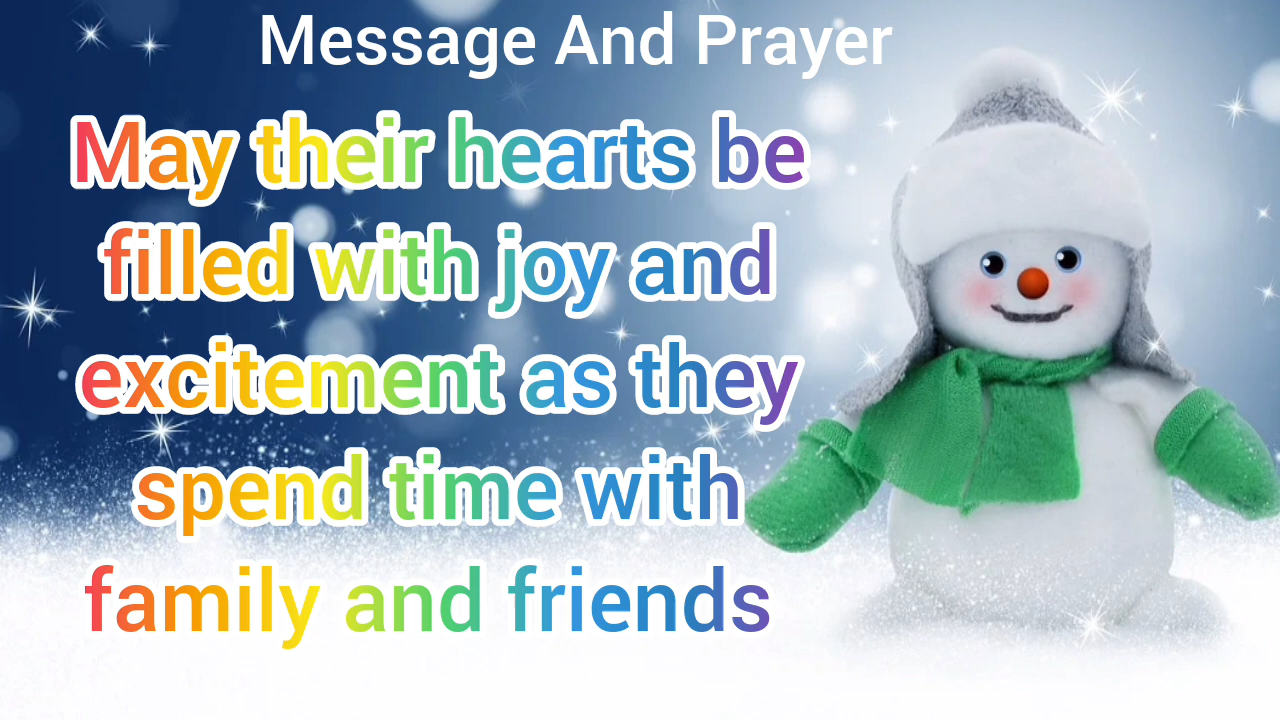 Message And Prayer
May their hearts be
filled with joy and
excitement as they
spend time with
family and friends